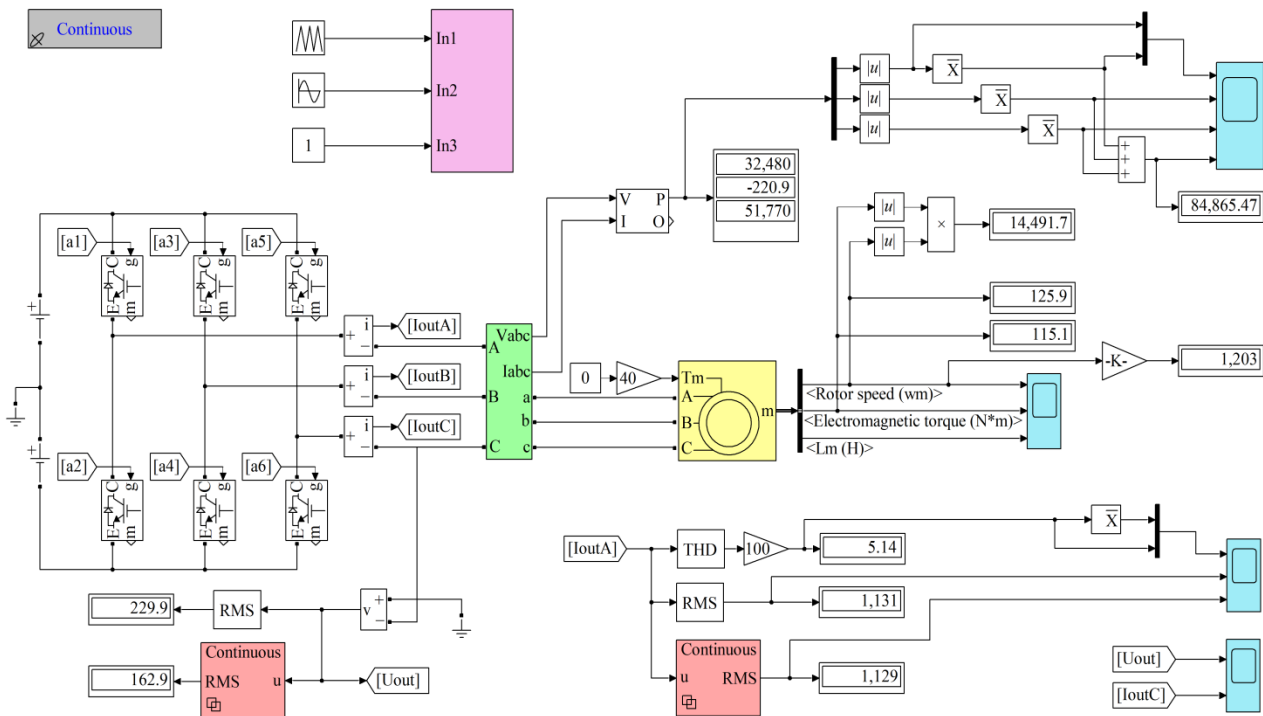 Continuous
In1
In2
1
In3
|u|
X
|u|
X
|u|
X
+
+
+
84,865.47
32,480
-220.9
51,770
V P
I O
|u|
|u|
×
14,491.7
125.9
115.1
-K-
1,203
[a1]
[a3]
[a5]
C g
E m
C g
E m
C g
E m
+
+
[a2]
[a4]
[a6]
C g
E m
C g
E m
C g
E m
+ i
−
[IoutA]
+ i
−
[IoutB]
+ i
−
[IoutC]
Vabc
A
Iabc
B a
b
C c
0
40
Tm
A
B
C
m
<Rotor speed (wm)>
<Electromagnetic torque (N*m)>
<Lm (H)>
229.9
RMS
v +
−
162.9
Continuous
RMS u
[Uout]
[IoutA]
THD
100
5.14
X
RMS
1,131
Continuous
u RMS
1,129
[Uout]
[IoutC]